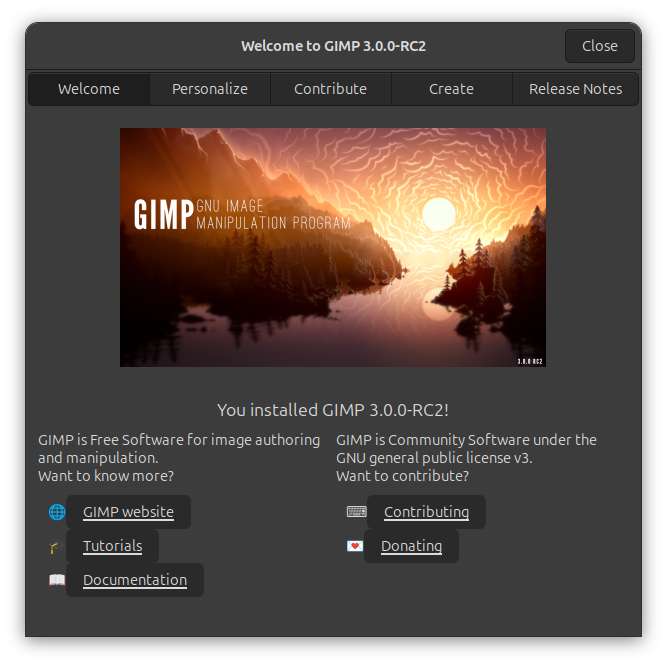 Welcome to GIMP 3.0.0-RC2
Close
Welcome
Personalize
Contribute
Create
Release Notes
GIMP
GNU IMAGE
MANIPULATION PROGRAM
3.0.0 RC2
You installed GIMP 3.0.0-RC2!
GIMP is Free Software for image authoring
and manipulation.
Want to know more?
GIMP website
Tutorials
Documentation
GIMP is Community Software under the
GNU general public license v3.
Want to contribute?
Contributing
Donating